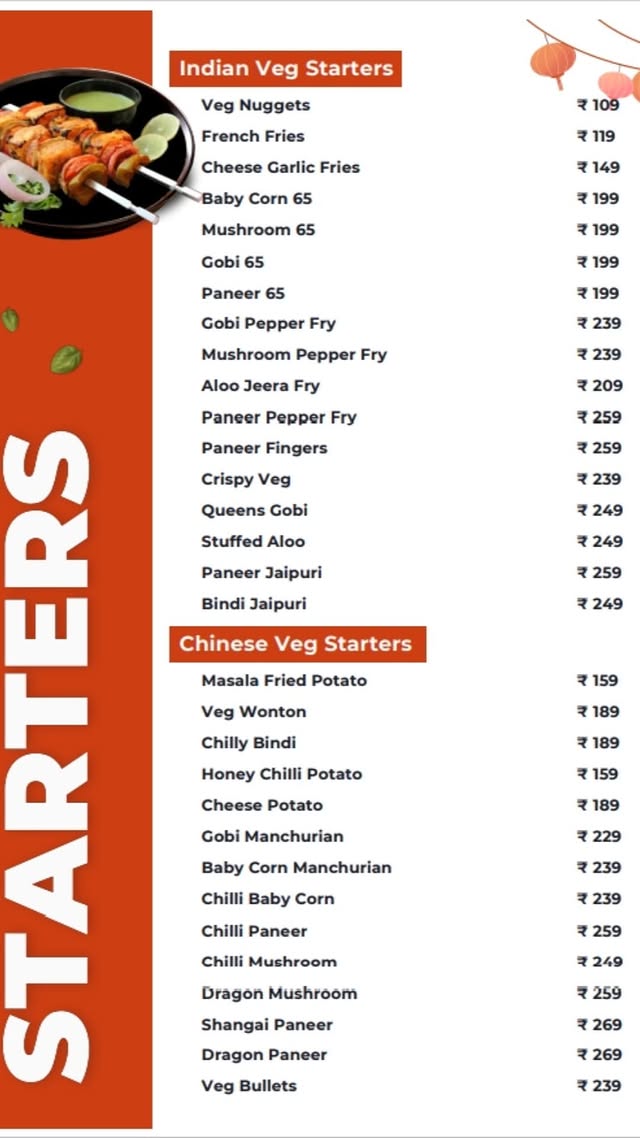 STARTERS
Indian Veg Starters
Veg Nuggets ₹ 109
French Fries ₹ 119
Cheese Garlic Fries ₹ 149
Baby Corn 65 ₹ 199
Mushroom 65 ₹ 199
Gobi 65 ₹ 199
Paneer 65 ₹ 199
Gobi Pepper Fry ₹ 239
Mushroom Pepper Fry ₹ 239
Aloo Jeera Fry ₹ 209
Paneer Pepper Fry ₹ 259
Paneer Fingers ₹ 259
Crispy Veg ₹ 239
Queens Gobi ₹ 249
Stuffed Aloo ₹ 249
Paneer Jaipuri ₹ 259
Bindi Jaipuri ₹ 249
Chinese Veg Starters
Masala Fried Potato ₹ 159
Veg Wonton ₹ 189
Chilly Bindi ₹ 189
Honey Chilli Potato ₹ 159
Cheese Potato ₹ 189
Gobi Manchurian ₹ 229
Baby Corn Manchurian ₹ 239
Chilli Baby Corn ₹ 239
Chilli Paneer ₹ 259
Chilli Mushroom ₹ 249
Dragon Mushroom ₹ 259
Shangai Paneer ₹ 269
Dragon Paneer ₹ 269
Veg Bullets ₹ 239